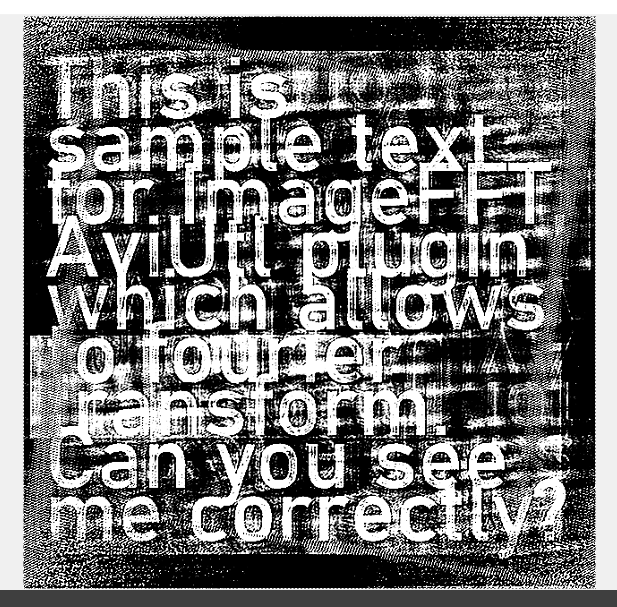 This is
sample text
for ImageFFT
AviUtl plugin
which allows
o fourier
ransform.
Can you see
me correctly?